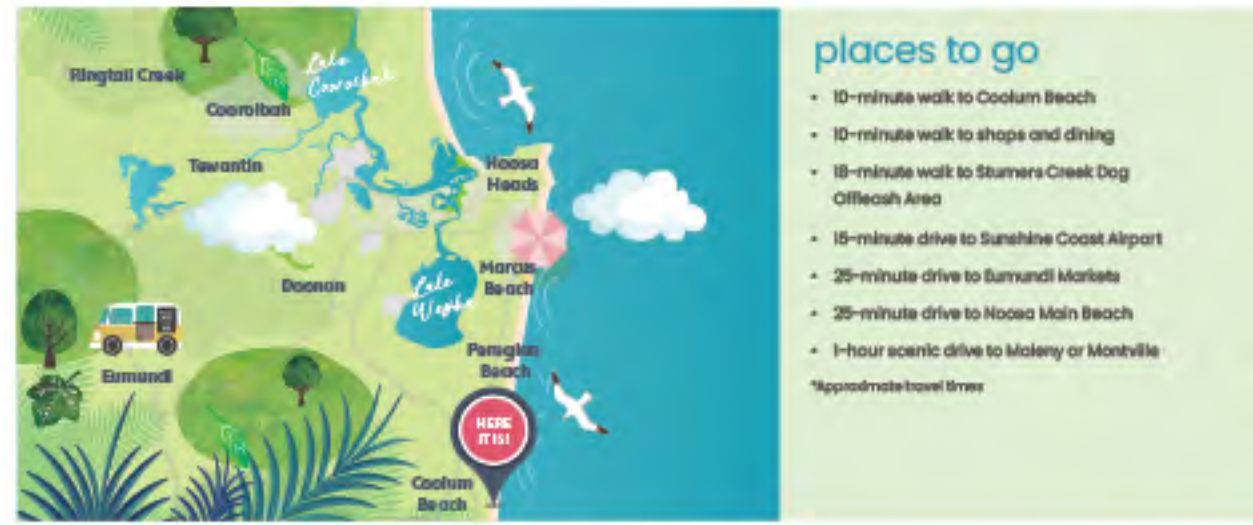 Ringtail Creek
Lake
Cooroibah
Cooroibah
Tewantin
Noosa
Heads
Doonan
Lake
Weyba
Marcus
Beach
Eumundi
Peregian
Beach
HERE
IT IS!
Coolum
Beach
places to go
• 10-minute walk to Coolum Beach
• 10-minute walk to shops and dining
• 18-minute walk to Stumers Creek Dog
Offleash Area
• 15-minute drive to Sunshine Coast Airport
• 25-minute drive to Eumundi Markets
• 25-minute drive to Noosa Main Beach
• 1-hour scenic drive to Maleny or Montville
*Approximate travel times